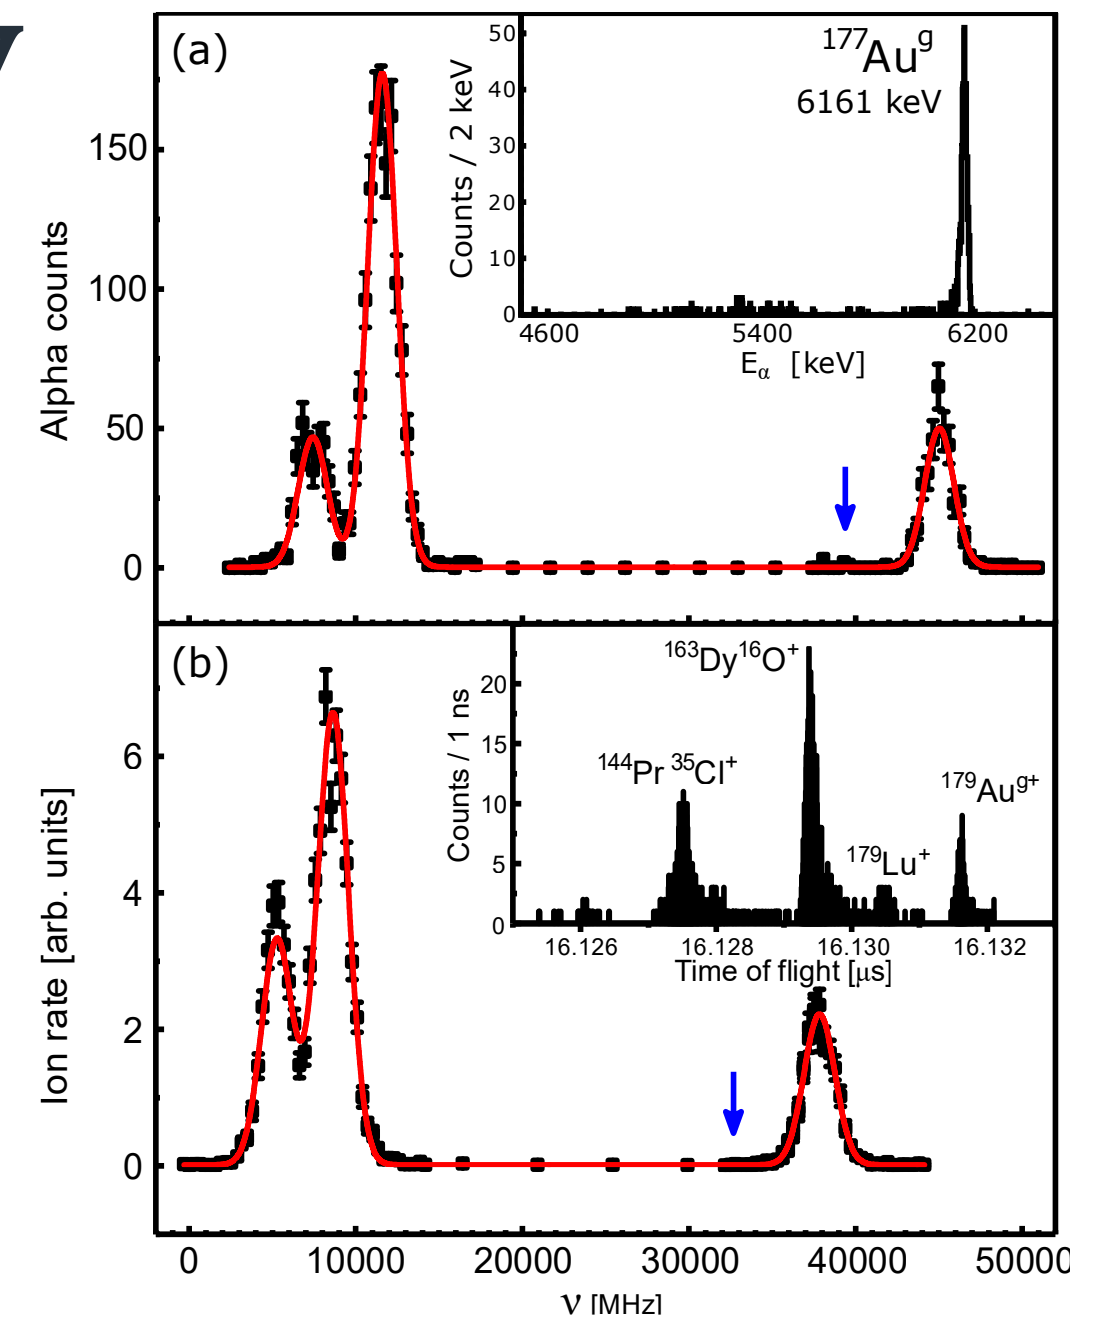 (a)
177Aug
6161 keV
Counts / 2 keV
50
40
30
20
10
0
4600 5400 6200
Eα [keV]
Alpha counts
150
100
50
0
(b)
163Dy16O+
144Pr 35Cl+
179Aug+
179Lu+
Counts / 1 ns
20
15
10
5
0
16.126 16.128 16.130 16.132
Time of flight [μs]
Ion rate [arb. units]
6
4
2
0
0 10000 20000 30000 40000 50000
ν [MHz]